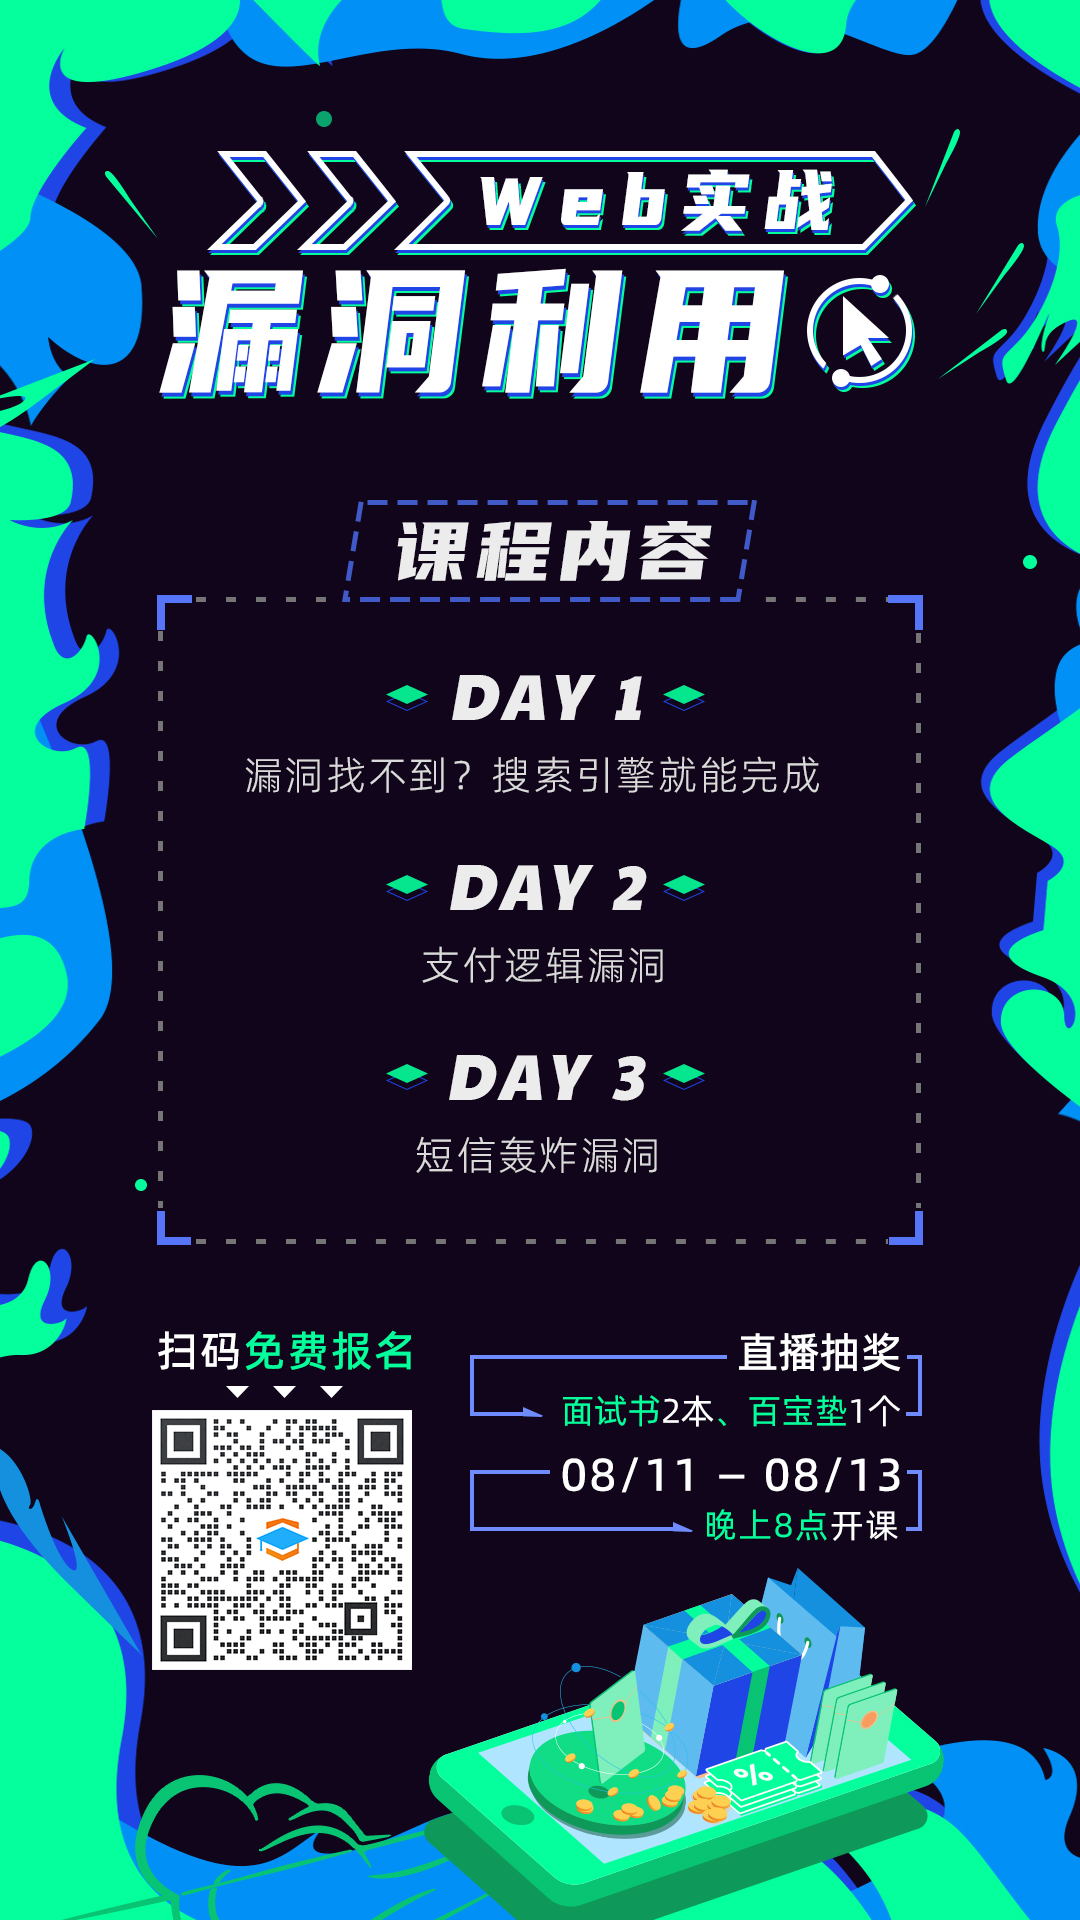 Web实战
漏洞利用
课程内容
DAY 1
漏洞找不到？搜索引擎就能完成
DAY 2
支付逻辑漏洞
DAY 3
短信轰炸漏洞
扫码免费报名
直播抽奖
面试书2本、百宝垫1个
08/11 – 08/13
晚上8点开课
%